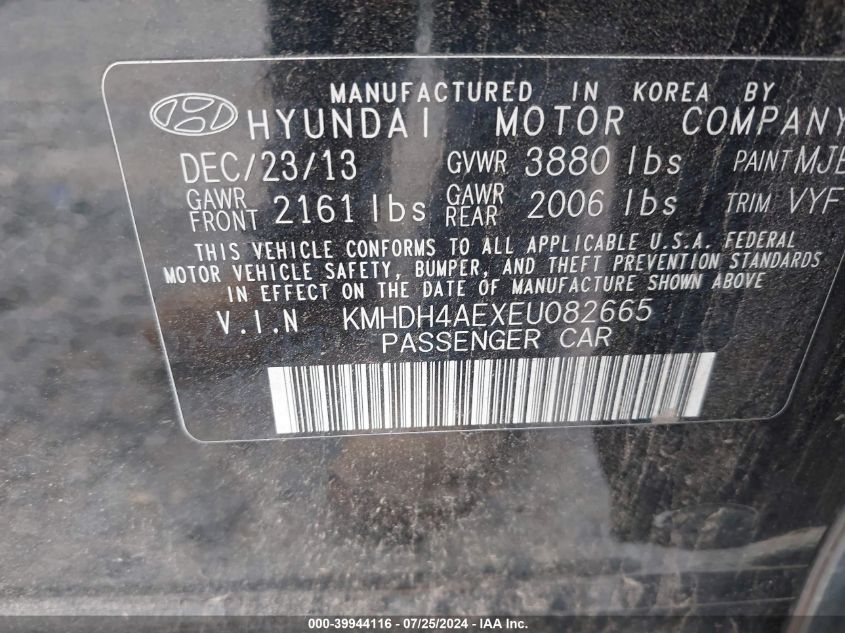 MANUFACTURED IN KOREA BY
HYUNDAI MOTOR COMPANY
DEC/23/13 GVWR 3880 lbs PAINT MJB
GAWR FRONT 2161 lbs GAWR REAR 2006 lbs TRIM VYF
THIS VEHICLE CONFORMS TO ALL APPLICABLE U.S.A. FEDERAL
MOTOR VEHICLE SAFETY, BUMPER, AND THEFT PREVENTION STANDARDS
IN EFFECT ON THE DATE OF MANUFACTURE SHOWN ABOVE
V.I.N KMHDH4AEXEU082665
PASSENGER CAR
000-39944116 - 07/25/2024 - IAA Inc.